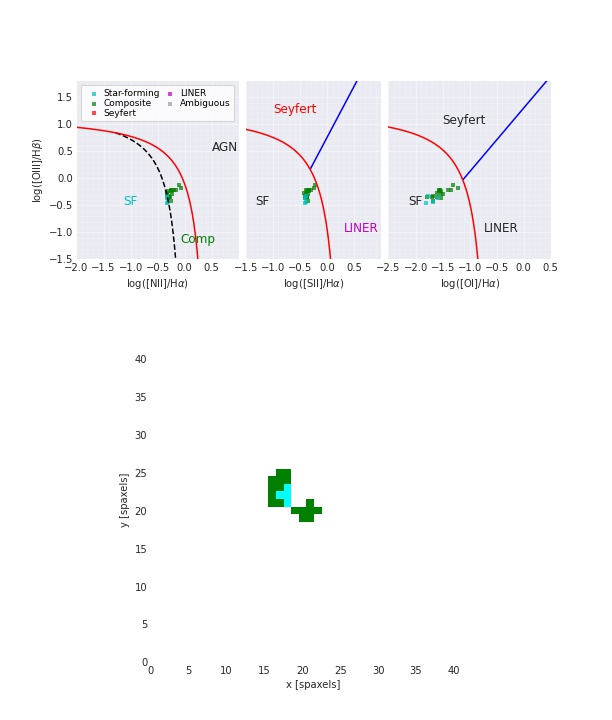 Star-forming LINER
Composite Ambiguous
Seyfert
1.5
1.0
0.5
0.0
−0.5
−1.0
−1.5
log([OIII]/Hβ)
AGN
SF
Comp
−2.0 −1.5 −1.0 −0.5 0.0 0.5
log([NII]/Hα)
Seyfert
SF
LINER
−1.0 −0.5 0.0 0.5
log([SII]/Hα)
Seyfert
SF
LINER
−2.5 −2.0 −1.5 −1.0 −0.5 0.0 0.5
log([OI]/Hα)
40
35
30
25
20
15
10
5
0
y [spaxels]
0 5 10 15 20 25 30 35 40
x [spaxels]